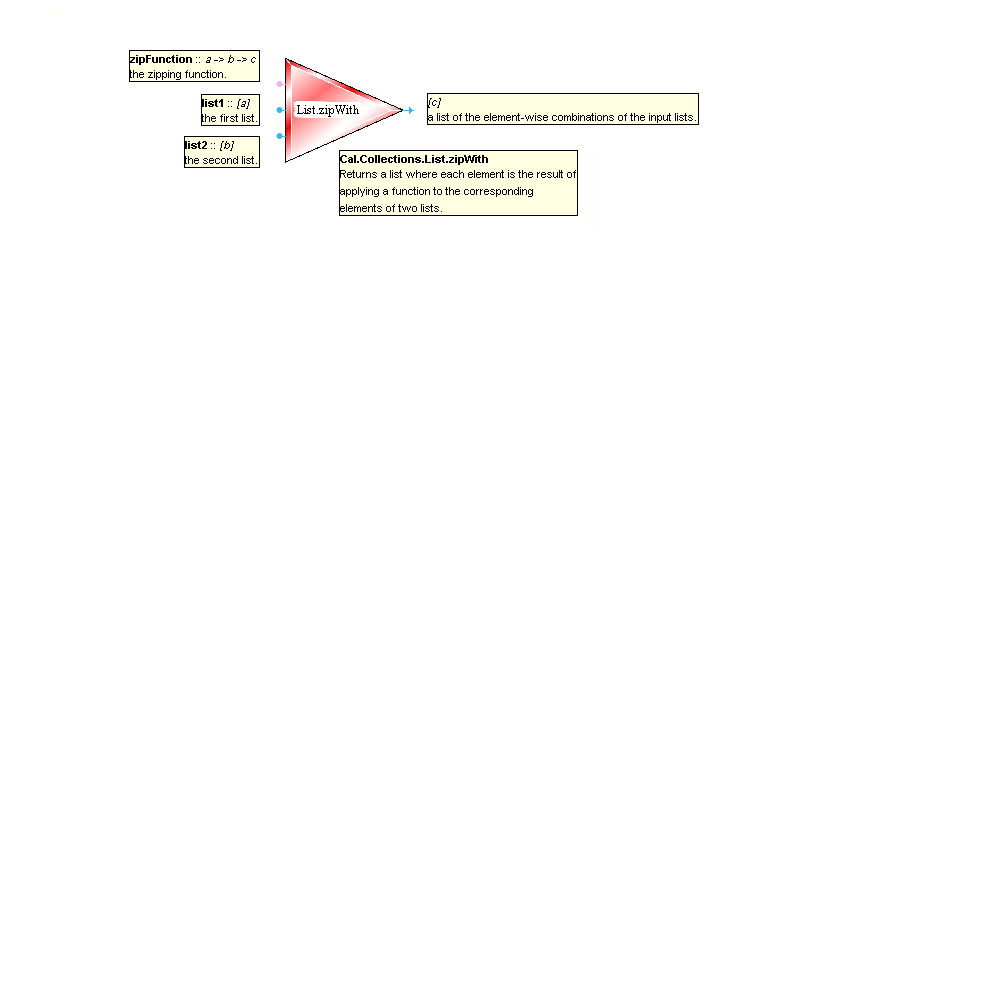 zipFunction :: a -> b -> c
the zipping function.
list1 :: [a]
the first list.
list2 :: [b]
the second list.
List.zipWith
[c]
a list of the element-wise combinations of the input lists.
Cal.Collections.List.zipWith
Returns a list where each element is the result of
applying a function to the corresponding
elements of two lists.